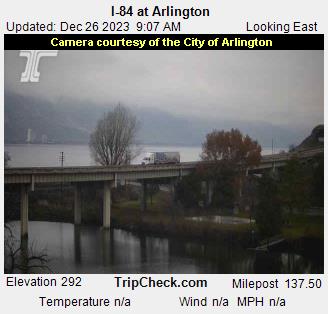 I-84 at Arlington
Updated: Dec 26 2023 9:07 AM Looking East
Camera courtesy of the City of Arlington
Elevation 292 TripCheck.com Milepost 137.50
Temperature n/a Wind n/a MPH n/a